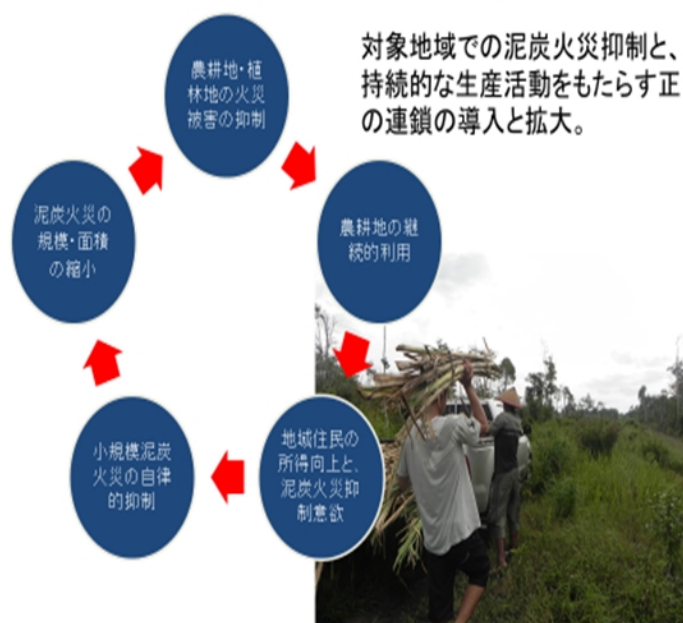 対象地域での泥炭火災抑制と、
持続的な生産活動をもたらす正
の連鎖の導入と拡大。
農耕地・植
林地の火災
被害の抑制
農耕地の継
続的利用
地域住民の
所得向上と、
泥炭火災抑
制意欲
小規模泥炭
火災の自律
的抑制
泥炭火災の
規模・面積
の縮小